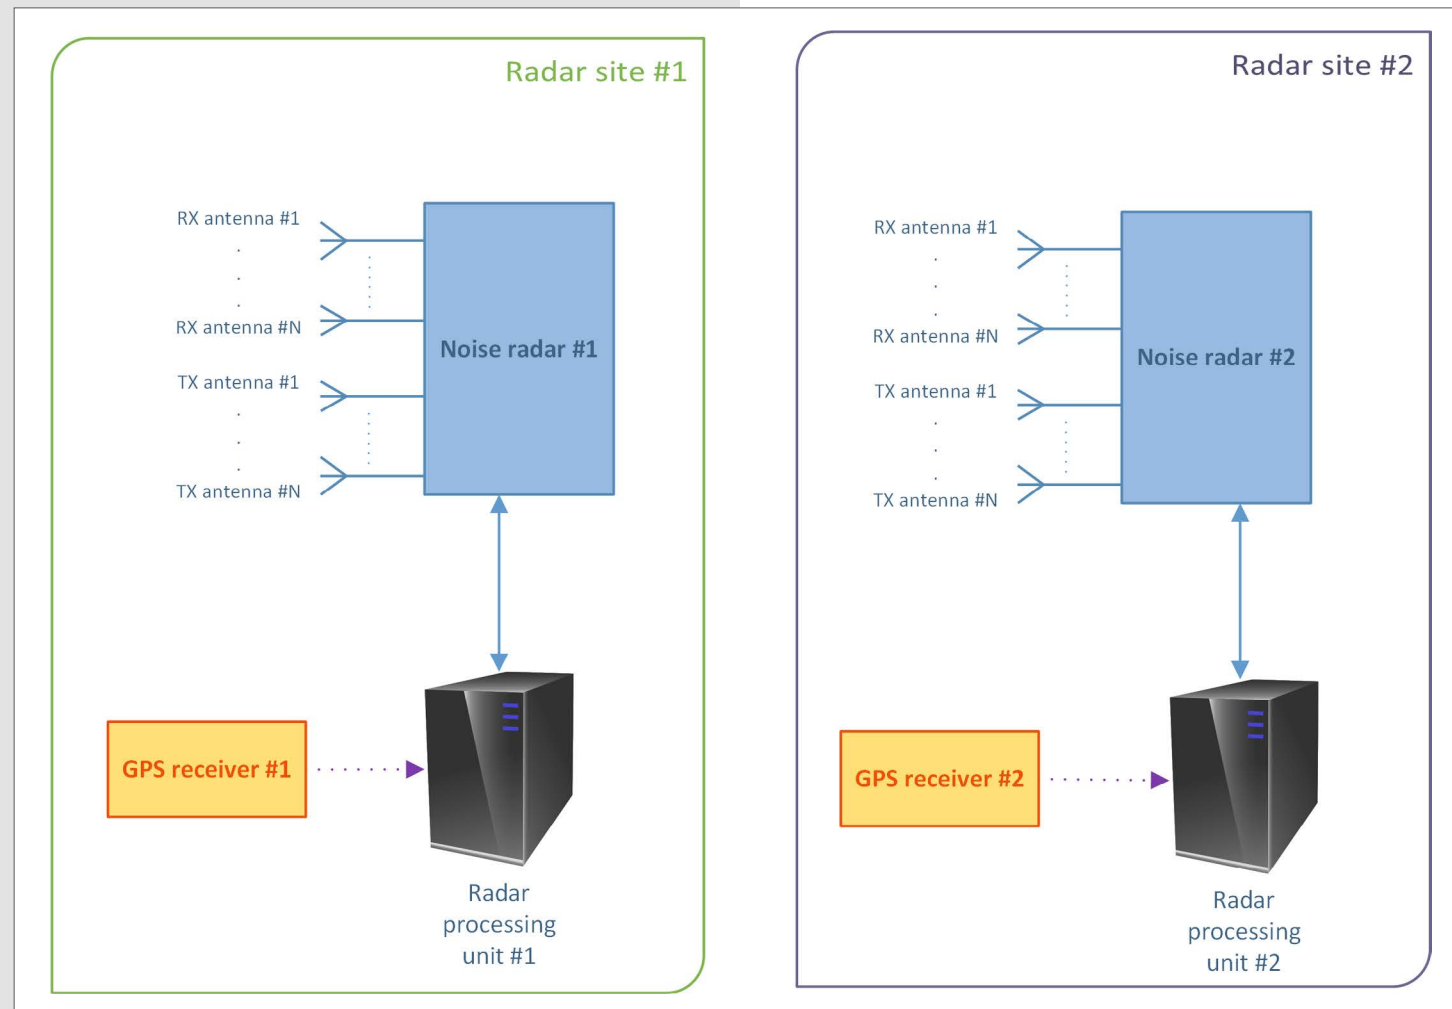 Radar site #1
RX antenna #1
.
.
.
RX antenna #N
Noise radar #1
TX antenna #1
.
.
.
TX antenna #N
GPS receiver #1
Radar
processing
unit #1
Radar site #2
RX antenna #1
.
.
.
RX antenna #N
Noise radar #2
TX antenna #1
.
.
.
TX antenna #N
GPS receiver #2
Radar
processing
unit #2